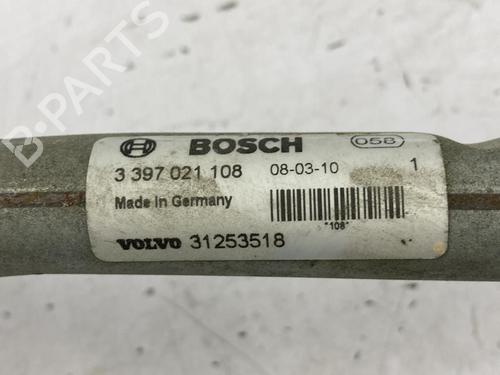 B-PARTS
BOSCH 058
3 397 021 108 08-03-10 1
Made in Germany
"108"
VOLVO 31253518